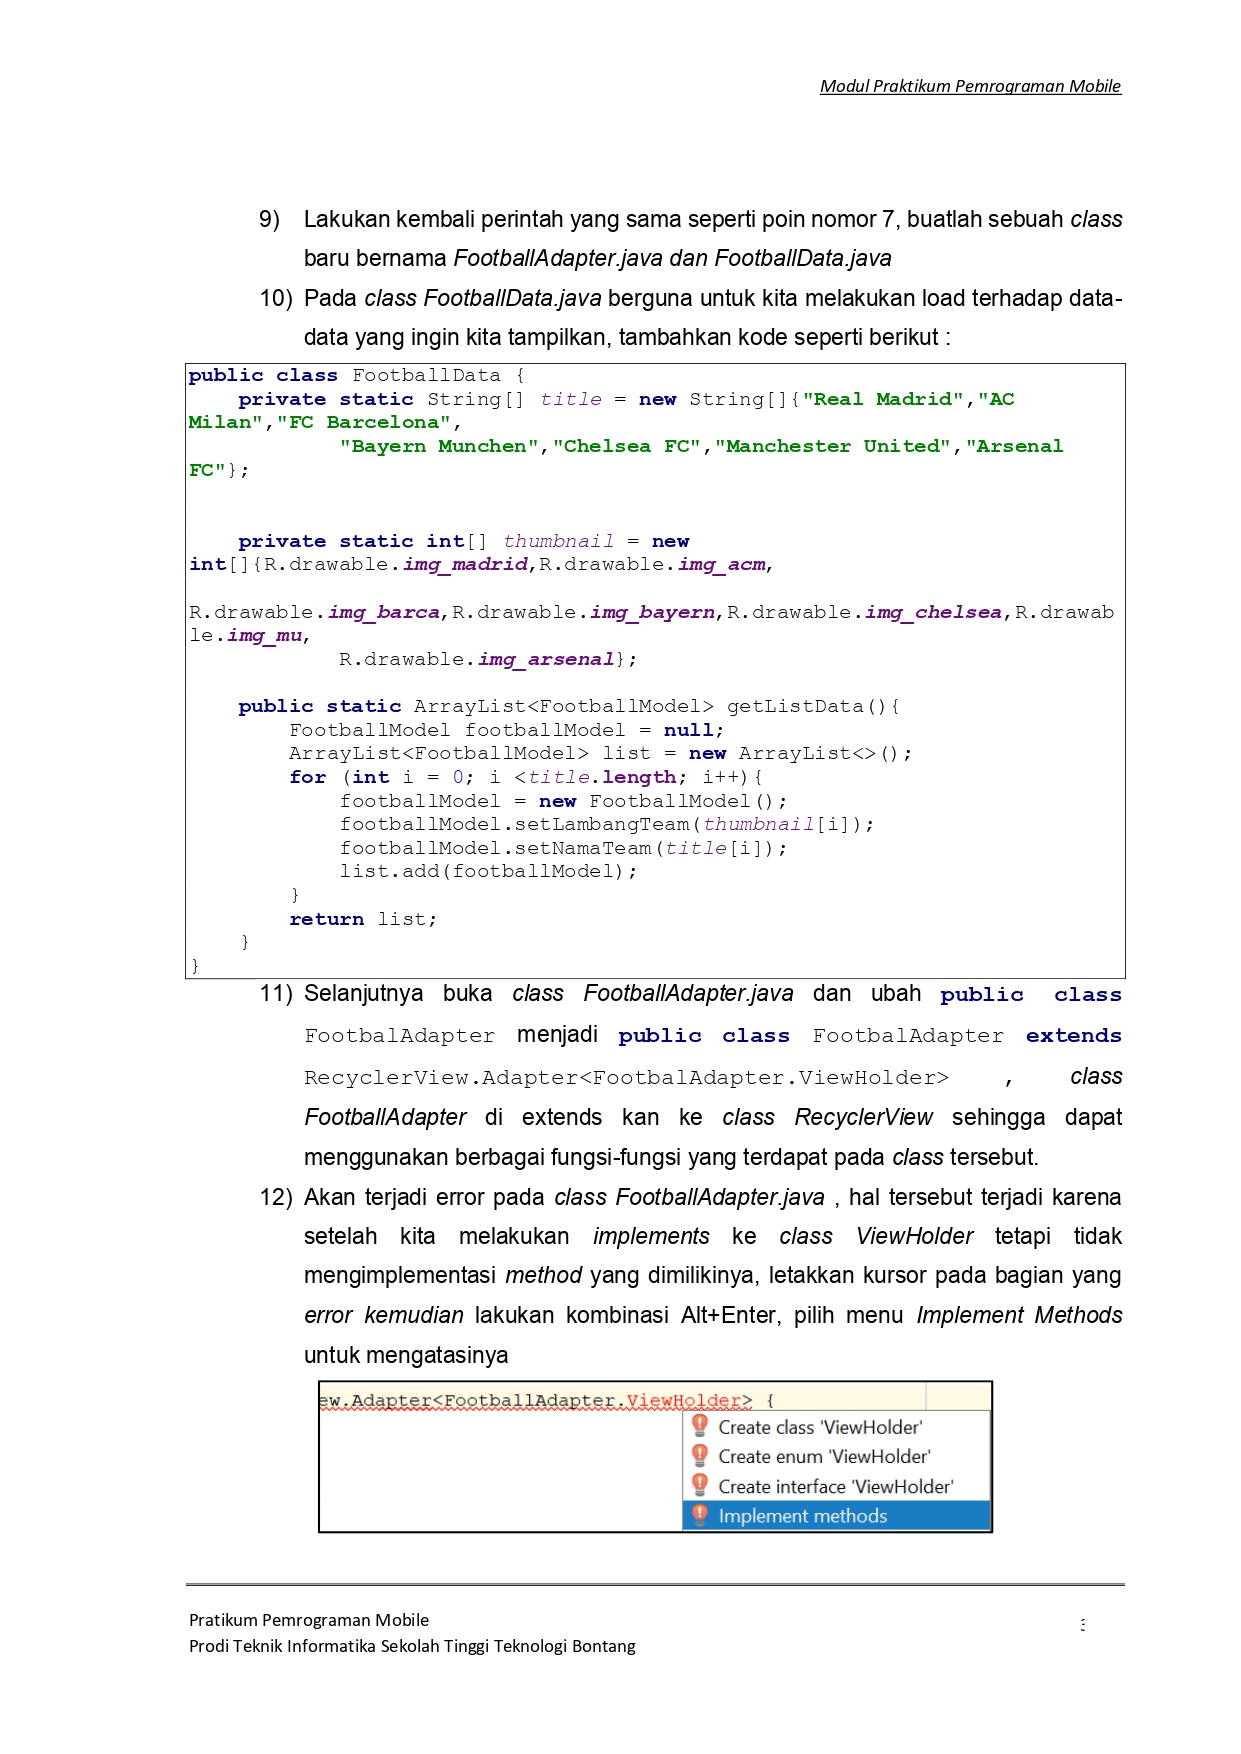 Modul Praktikum Pemrograman Mobile
9) Lakukan kembali perintah yang sama seperti poin nomor 7, buatlah sebuah class
baru bernama FootballAdapter.java dan FootballData.java
10) Pada class FootballData.java berguna untuk kita melakukan load terhadap data-
data yang ingin kita tampilkan, tambahkan kode seperti berikut :
public class FootballData {
    private static String[] title = new String[]{"Real Madrid","AC
Milan","FC Barcelona",
            "Bayern Munchen","Chelsea FC","Manchester United","Arsenal
FC"};
    private static int[] thumbnail = new
int[]{R.drawable.img_madrid,R.drawable.img_acm,
R.drawable.img_barca,R.drawable.img_bayern,R.drawable.img_chelsea,R.drawab
le.img_mu,
            R.drawable.img_arsenal};
    public static ArrayList<FootballModel> getListData(){
        FootballModel footballModel = null;
        ArrayList<FootballModel> list = new ArrayList<>();
        for (int i = 0; i <title.length; i++){
            footballModel = new FootballModel();
            footballModel.setLambangTeam(thumbnail[i]);
            footballModel.setNamaTeam(title[i]);
            list.add(footballModel);
        }
        return list;
    }
}
11) Selanjutnya buka class FootballAdapter.java dan ubah public class
FootbalAdapter menjadi public class FootbalAdapter extends
RecyclerView.Adapter<FootbalAdapter.ViewHolder> , class
FootballAdapter di extends kan ke class RecyclerView sehingga dapat
menggunakan berbagai fungsi-fungsi yang terdapat pada class tersebut.
12) Akan terjadi error pada class FootballAdapter.java , hal tersebut terjadi karena
setelah kita melakukan implements ke class ViewHolder tetapi tidak
mengimplementasi method yang dimilikinya, letakkan kursor pada bagian yang
error kemudian lakukan kombinasi Alt+Enter, pilih menu Implement Methods
untuk mengatasinya
ew.Adapter<FootballAdapter.ViewHolder> {
Create class 'ViewHolder'
Create enum 'ViewHolder'
Create interface 'ViewHolder'
Implement methods
Pratikum Pemrograman Mobile
Prodi Teknik Informatika Sekolah Tinggi Teknologi Bontang